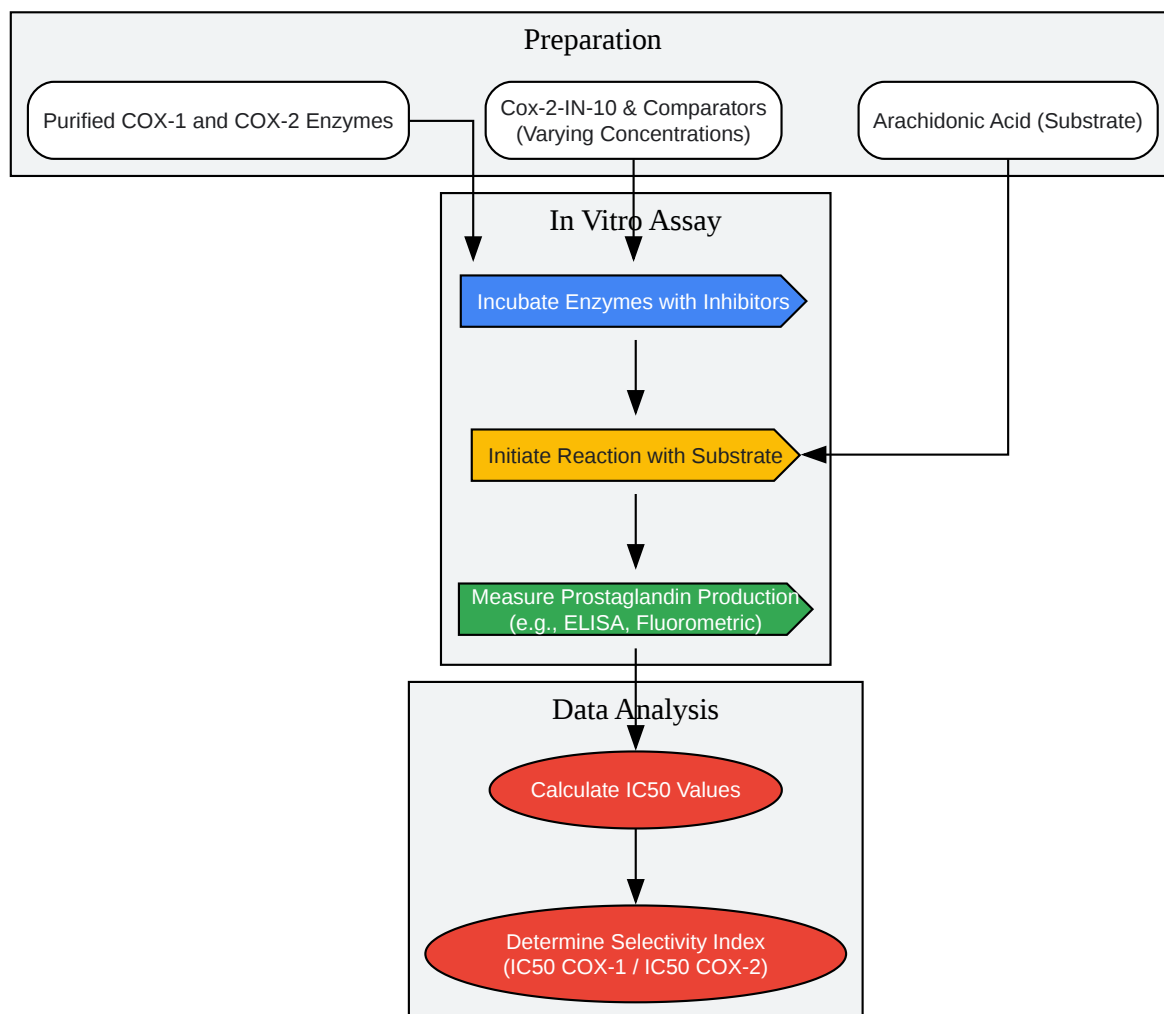 Preparation
Purified COX-1 and COX-2 Enzymes
Cox-2-IN-10 & Comparators
(Varying Concentrations)
Arachidonic Acid (Substrate)
In Vitro Assay
Incubate Enzymes with Inhibitors
Initiate Reaction with Substrate
Measure Prostaglandin Production
(e.g., ELISA, Fluorometric)
Data Analysis
Calculate IC50 Values
Determine Selectivity Index
(IC50 COX-1 / IC50 COX-2)